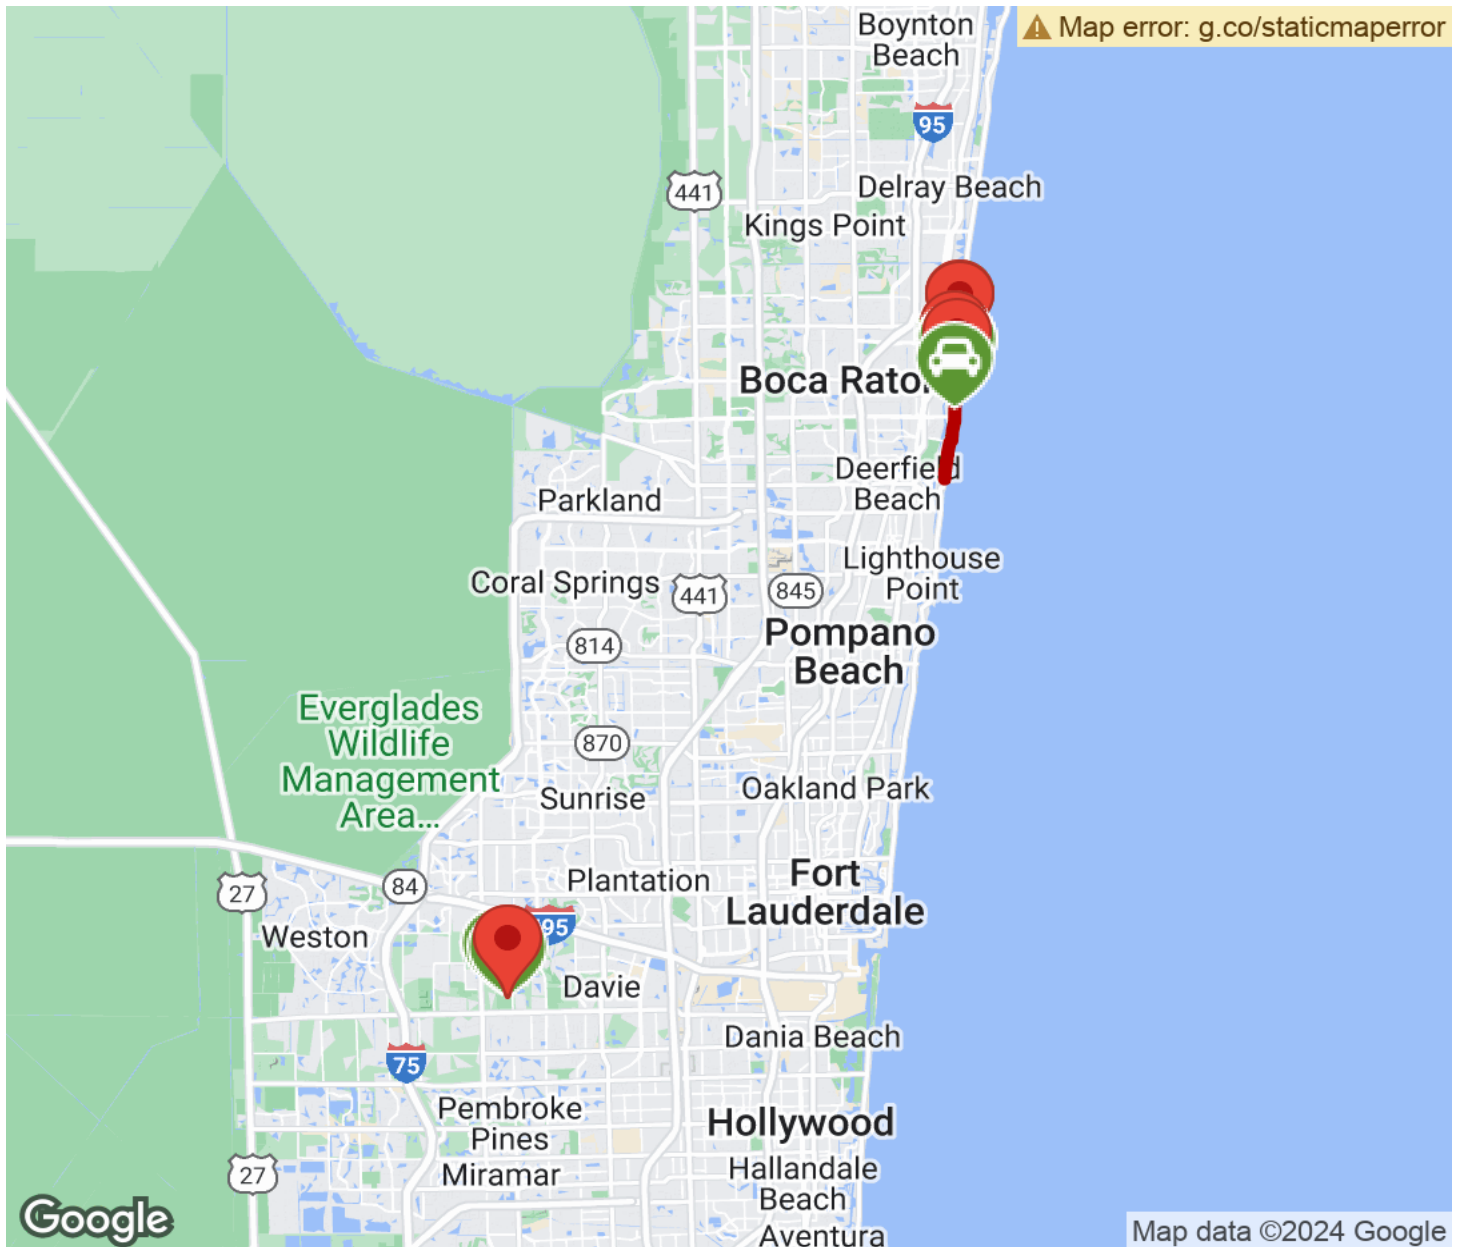 Boynton
Beach
Map error: g.co/staticmaperror
95
441
Delray Beach
Kings Point
Boca Rato
Deerfield
Beach
Parkland
Lighthouse
Point
Coral Springs
441
845
814
Pompano
Beach
Everglades
Wildlife
Management
Area...
870
Oakland Park
Sunrise
Fort
Lauderdale
Plantation
84
27
95
Weston
Davie
Dania Beach
75
Pembroke
Pines
Hollywood
Miramar
27
Hallandale
Beach
Aventura
Google
Map data ©2024 Google